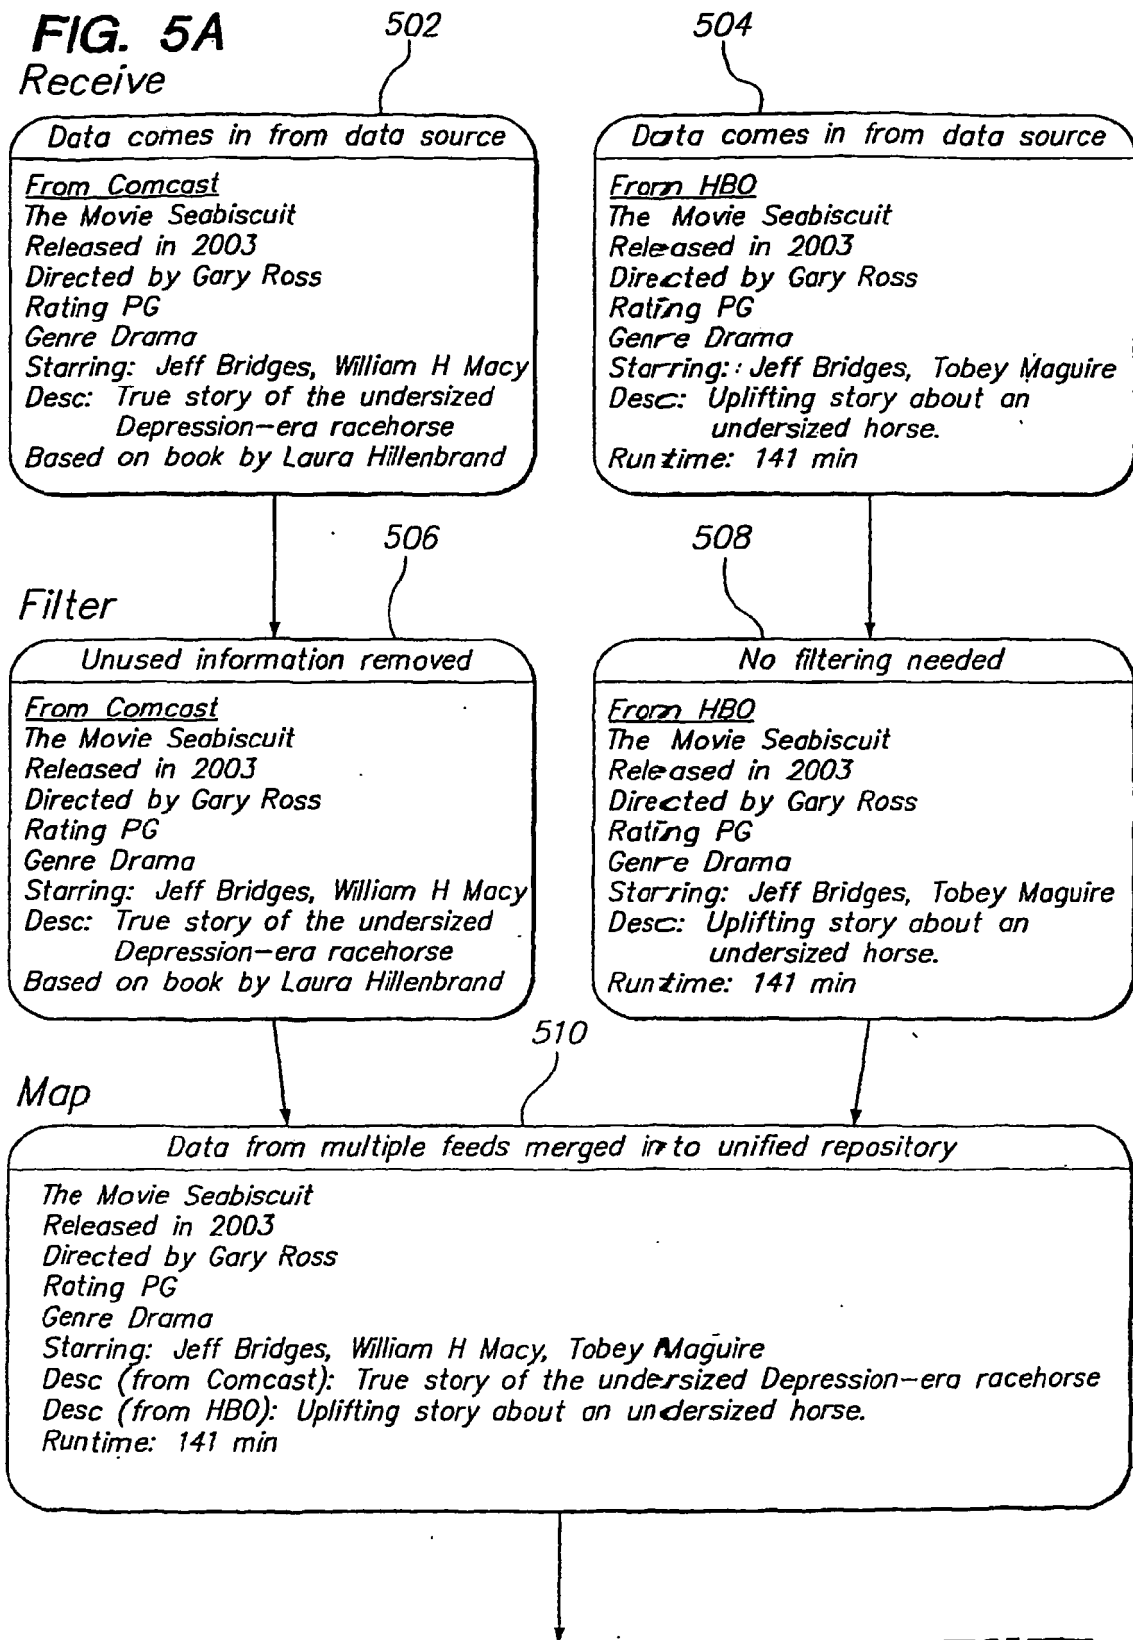 FIG. 5A
502
504
Receive
Data comes in from data source
From Comcast
The Movie Seabiscuit
Released in 2003
Directed by Gary Ross
Rating PG
Genre Drama
Starring: Jeff Bridges, William H Macy
Desc: True story of the undersized
Depression-era racehorse
Based on book by Laura Hillenbrand
Data comes in from data source
From HBO
The Movie Seabiscuit
Released in 2003
Directed by Gary Ross
Rating PG
Genre Drama
Starring: Jeff Bridges, Tobey Maguire
Desc: Uplifting story about an
undersized horse.
Runtime: 141 min
506
508
Filter
Unused information removed
From Comcast
The Movie Seabiscuit
Released in 2003
Directed by Gary Ross
Rating PG
Genre Drama
Starring: Jeff Bridges, William H Macy
Desc: True story of the undersized
Depression-era racehorse
Based on book by Laura Hillenbrand
No filtering needed
From HBO
The Movie Seabiscuit
Released in 2003
Directed by Gary Ross
Rating PG
Genre Drama
Starring: Jeff Bridges, Tobey Maguire
Desc: Uplifting story about an
undersized horse.
Runtime: 141 min
510
Map
Data from multiple feeds merged in to unified repository
The Movie Seabiscuit
Released in 2003
Directed by Gary Ross
Rating PG
Genre Drama
Starring: Jeff Bridges, William H Macy, Tobey Maguire
Desc (from Comcast): True story of the undersized Depression-era racehorse
Desc (from HBO): Uplifting story about an undersized horse.
Runtime: 141 min